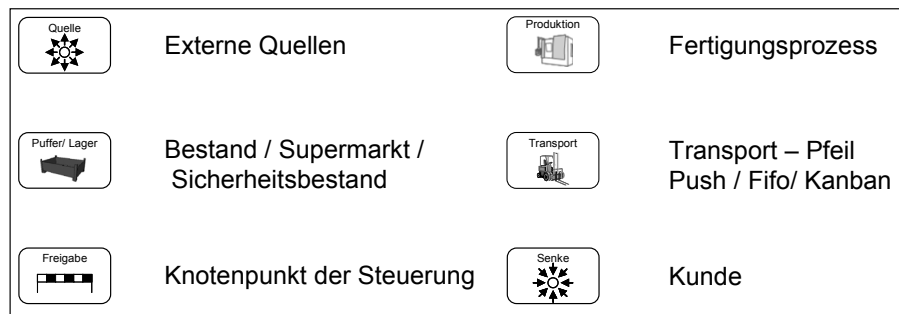 Quelle
Externe Quellen
Produktion
Fertigungsprozess
Puffer/ Lager
Bestand / Supermarkt /
Sicherheitsbestand
Transport
Transport – Pfeil
Push / Fifo/ Kanban
Freigabe
Knotenpunkt der Steuerung
Senke
Kunde